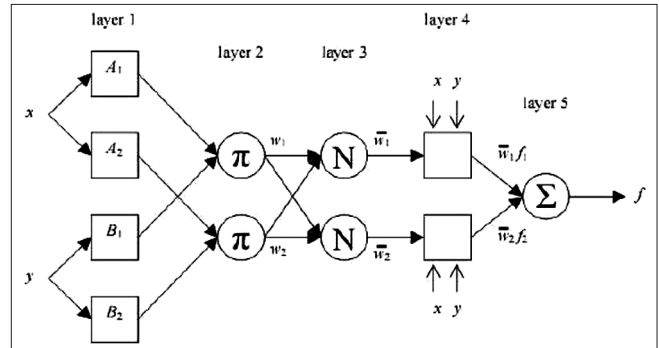 layer 1
layer 2
layer 3
layer 4
layer 5
x
y
A₁
A₂
B₁
B₂
π
π
w₁
w₂
N
N
w̅₁
w̅₂
x y
x y
w̅₁f₁
w̅₂f₂
Σ
f